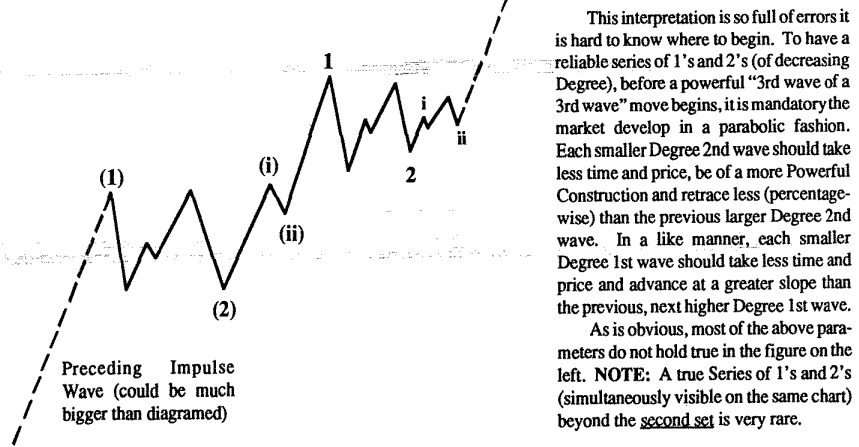 1
(1)
(i)
(ii)
(2)
i
ii
2
Preceding Impulse
Wave (could be much
bigger than diagramed)
This interpretation is so full of errors it
is hard to know where to begin. To have a
reliable series of 1's and 2's (of decreasing
Degree), before a powerful “3rd wave of a
3rd wave” move begins, it is mandatory the
market develop in a parabolic fashion.
Each smaller Degree 2nd wave should take
less time and price, be of a more Powerful
Construction and retrace less (percentage-
wise) than the previous larger Degree 2nd
wave. In a like manner, each smaller
Degree 1st wave should take less time and
price and advance at a greater slope than
the previous, next higher Degree 1st wave.
As is obvious, most of the above para-
meters do not hold true in the figure on the
left. NOTE: A true Series of 1's and 2's
(simultaneously visible on the same chart)
beyond the second set is very rare.